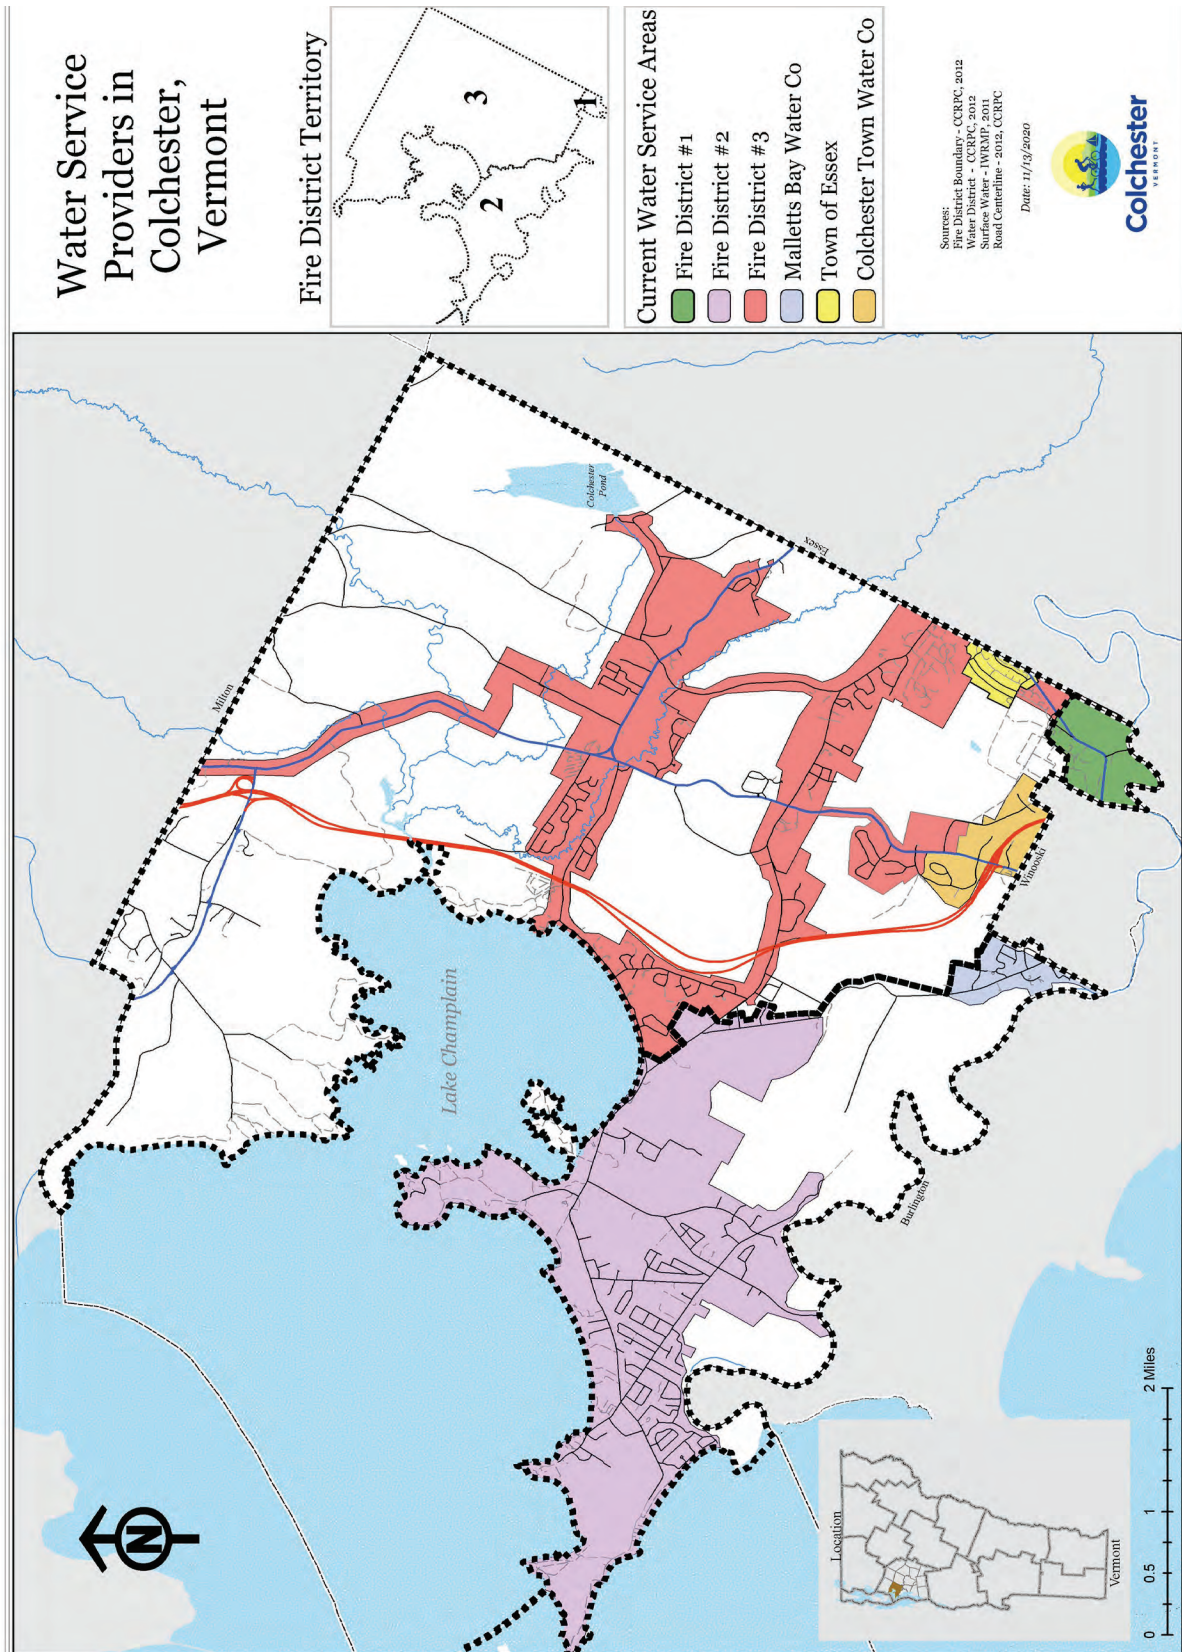 Water Service
Providers in
Colchester,
Vermont
Fire District Territory
3
2
1
Current Water Service Areas
Fire District #1
Fire District #2
Fire District #3
Malletts Bay Water Co
Town of Essex
Colchester Town Water Co
Sources:
Fire District Boundary - CCRPC, 2012
Water District - CCRPC, 2012
Surface Water - IWRMP, 2011
Road Centerline - 2012, CCRPC
Date: 11/13/2020
Colchester
VERMONT
Milton
Colchester
Pond
Essex
Lake Champlain
Winooski
Burlington
N
Location
Vermont
0 0.5 1 2 Miles